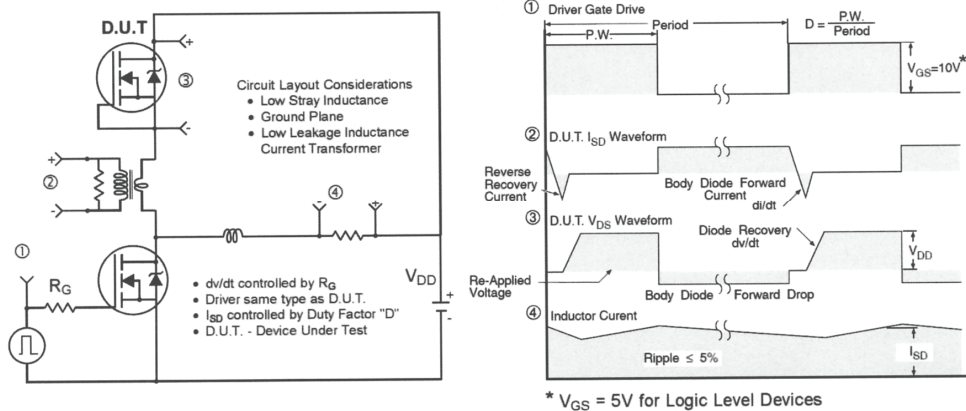 D.U.T
+
③
-
Circuit Layout Considerations
• Low Stray Inductance
• Ground Plane
• Low Leakage Inductance
Current Transformer
+
②
-
④
- +
①
RG
VDD
+
-
• dv/dt controlled by RG
• Driver same type as D.U.T.
• ISD controlled by Duty Factor "D"
• D.U.T. - Device Under Test
① Driver Gate Drive
Period
P.W.
D = P.W.
Period
VGS=10V*
② D.U.T. ISD Waveform
Reverse
Recovery
Current
Body Diode Forward
Current
di/dt
③ D.U.T. VDS Waveform
Diode Recovery
dv/dt
VDD
Re-Applied
Voltage
Body Diode Forward Drop
④ Inductor Curent
ISD
Ripple ≤ 5%
* VGS = 5V for Logic Level Devices